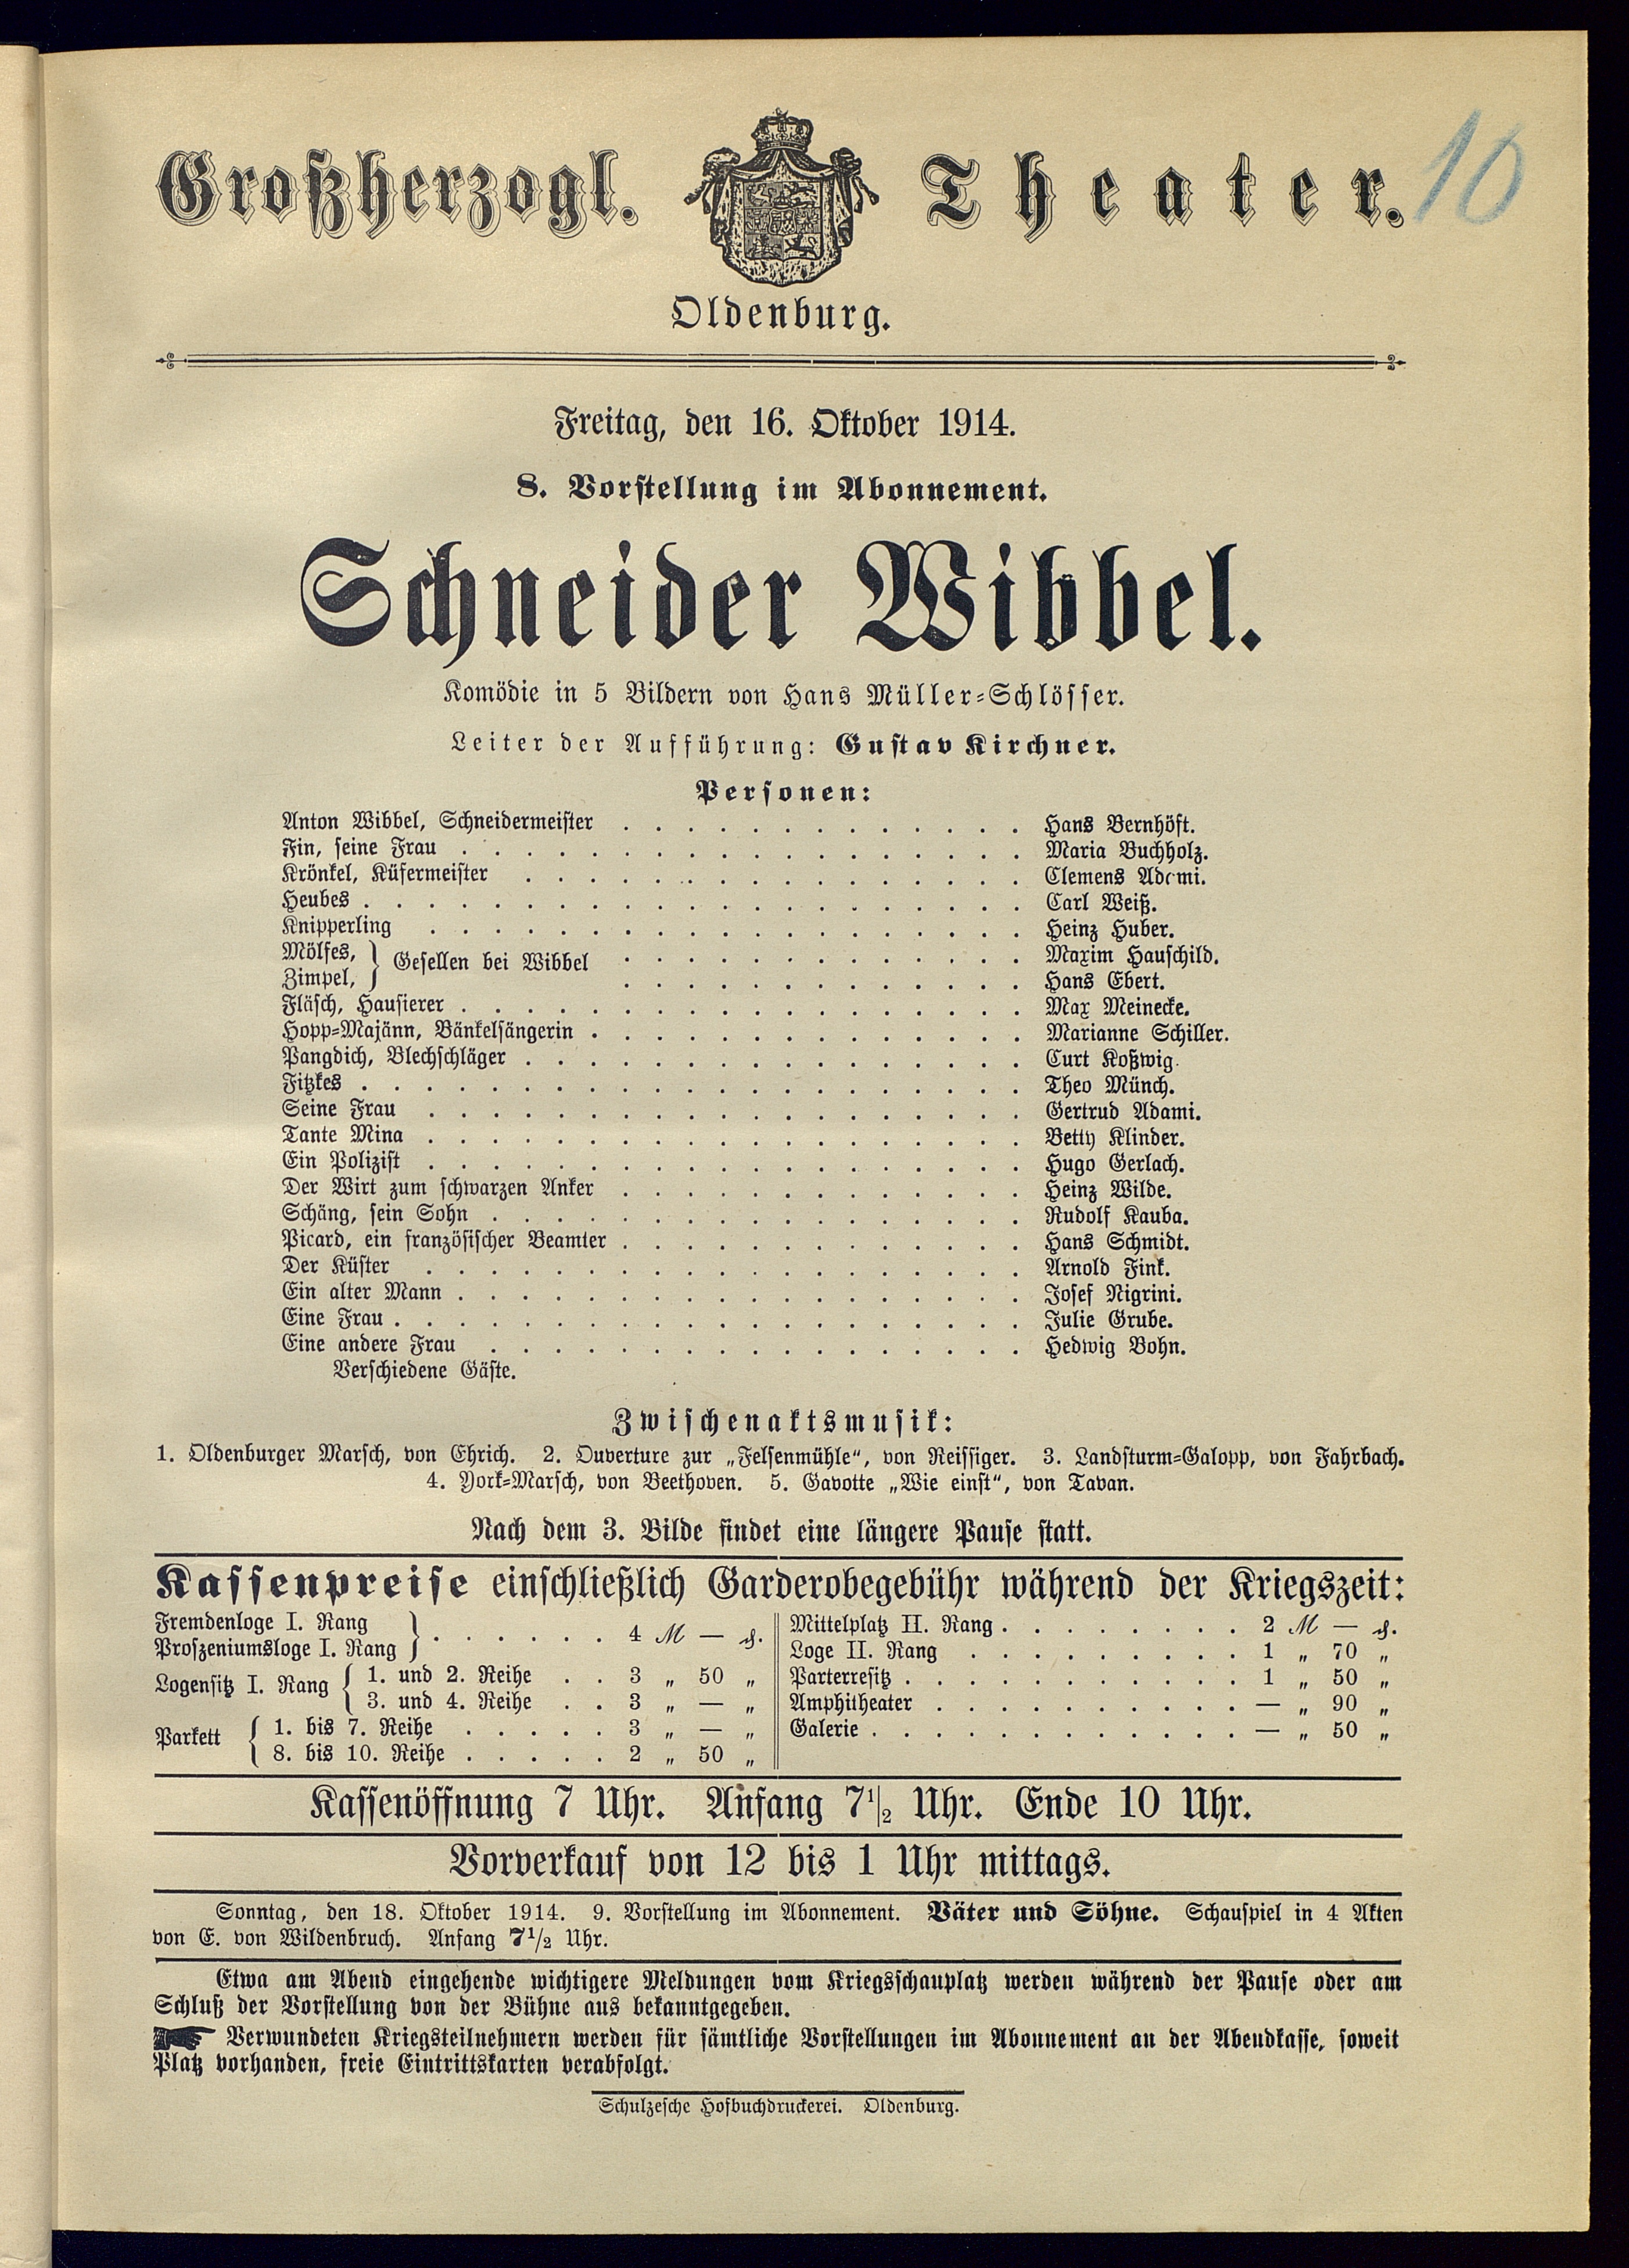 Großherzogl. Theater.
10
Oldenburg.
Freitag, den 16. Oktober 1914.
8. Vorstellung im Abonnement.
Schneider Wibbel.
Komödie in 5 Bildern von Hans Müller-Schlösser.
Leiter der Aufführung: Gustav Kirchner.
Personen:
Anton Wibbel, Schneidermeister . . . . . . . . . . . . . Hans Bernhöft.
Fin, seine Frau . . . . . . . . . . . . . . . . . . Maria Buchholz.
Krönkel, Küfermeister . . . . . . . . . . . . . . . . Clemens Adami.
Heubes . . . . . . . . . . . . . . . . . . . . . Carl Weiß.
Knipperling . . . . . . . . . . . . . . . . . . . Heinz Huber.
Mölfes, } Gesellen bei Wibbel . . . . . . . . . . . . . Maxim Hauschild.
Zimpel, } . . . . . . . . . . . . . Hans Ebert.
Fläsch, Hausierer . . . . . . . . . . . . . . . . . . Max Meinecke.
Hopp-Majänn, Bänkelsängerin . . . . . . . . . . . . . . Marianne Schiller.
Pangdich, Blechschläger . . . . . . . . . . . . . . . . Curt Koßwig.
Fitzkes . . . . . . . . . . . . . . . . . . . . . Theo Münch.
Seine Frau . . . . . . . . . . . . . . . . . . . Gertrud Adami.
Tante Mina . . . . . . . . . . . . . . . . . . . Betty Klinder.
Ein Polizist . . . . . . . . . . . . . . . . . . . Hugo Gerlach.
Der Wirt zum schwarzen Anker . . . . . . . . . . . . . Heinz Wilde.
Schäng, sein Sohn . . . . . . . . . . . . . . . . . Rudolf Kauba.
Picard, ein französischer Beamter . . . . . . . . . . . . . Hans Schmidt.
Der Küster . . . . . . . . . . . . . . . . . . . Arnold Fink.
Ein alter Mann . . . . . . . . . . . . . . . . . . Josef Nigrini.
Eine Frau . . . . . . . . . . . . . . . . . . . . Julie Grube.
Eine andere Frau . . . . . . . . . . . . . . . . . Hedwig Bohn.
Verschiedene Gäste.
Zwischenaktsmusik:
1. Oldenburger Marsch, von Ehrich. 2. Ouverture zur „Felsenmühle“, von Reissiger. 3. Landsturm-Galopp, von Fahrbach.
4. York-Marsch, von Beethoven. 5. Gavotte „Wie einst“, von Tavan.
Nach dem 3. Bilde findet eine längere Pause statt.
Kassenpreise einschließlich Garderobegebühr während der Kriegszeit:
Fremdenloge I. Rang
Proszeniumsloge I. Rang } . . . . . . 4 M — ₰.
Logensitz I. Rang { 1. und 2. Reihe . . 3 „ 50 „
3. und 4. Reihe . . 3 „ — „
Parkett { 1. bis 7. Reihe . . . . . 3 „ — „
8. bis 10. Reihe . . . . . 2 „ 50 „
Mittelplatz II. Rang . . . . . . . . 2 M — ₰.
Loge II. Rang . . . . . . . . . 1 „ 70 „
Parterresitz . . . . . . . . . . . 1 „ 50 „
Amphitheater . . . . . . . . . . — „ 90 „
Galerie . . . . . . . . . . . . — „ 50 „
Kassenöffnung 7 Uhr. Anfang 7½ Uhr. Ende 10 Uhr.
Vorverkauf von 12 bis 1 Uhr mittags.
Sonntag, den 18. Oktober 1914. 9. Vorstellung im Abonnement. Väter und Söhne. Schauspiel in 4 Akten
von E. von Wildenbruch. Anfang 7½ Uhr.
Etwa am Abend eingehende wichtigere Meldungen vom Kriegsschauplatz werden während der Pause oder am
Schluß der Vorstellung von der Bühne aus bekanntgegeben.
Verwundeten Kriegsteilnehmern werden für sämtliche Vorstellungen im Abonnement an der Abendkasse, soweit
Platz vorhanden, freie Eintrittskarten verabfolgt.
Schulzesche Hofbuchdruckerei. Oldenburg.